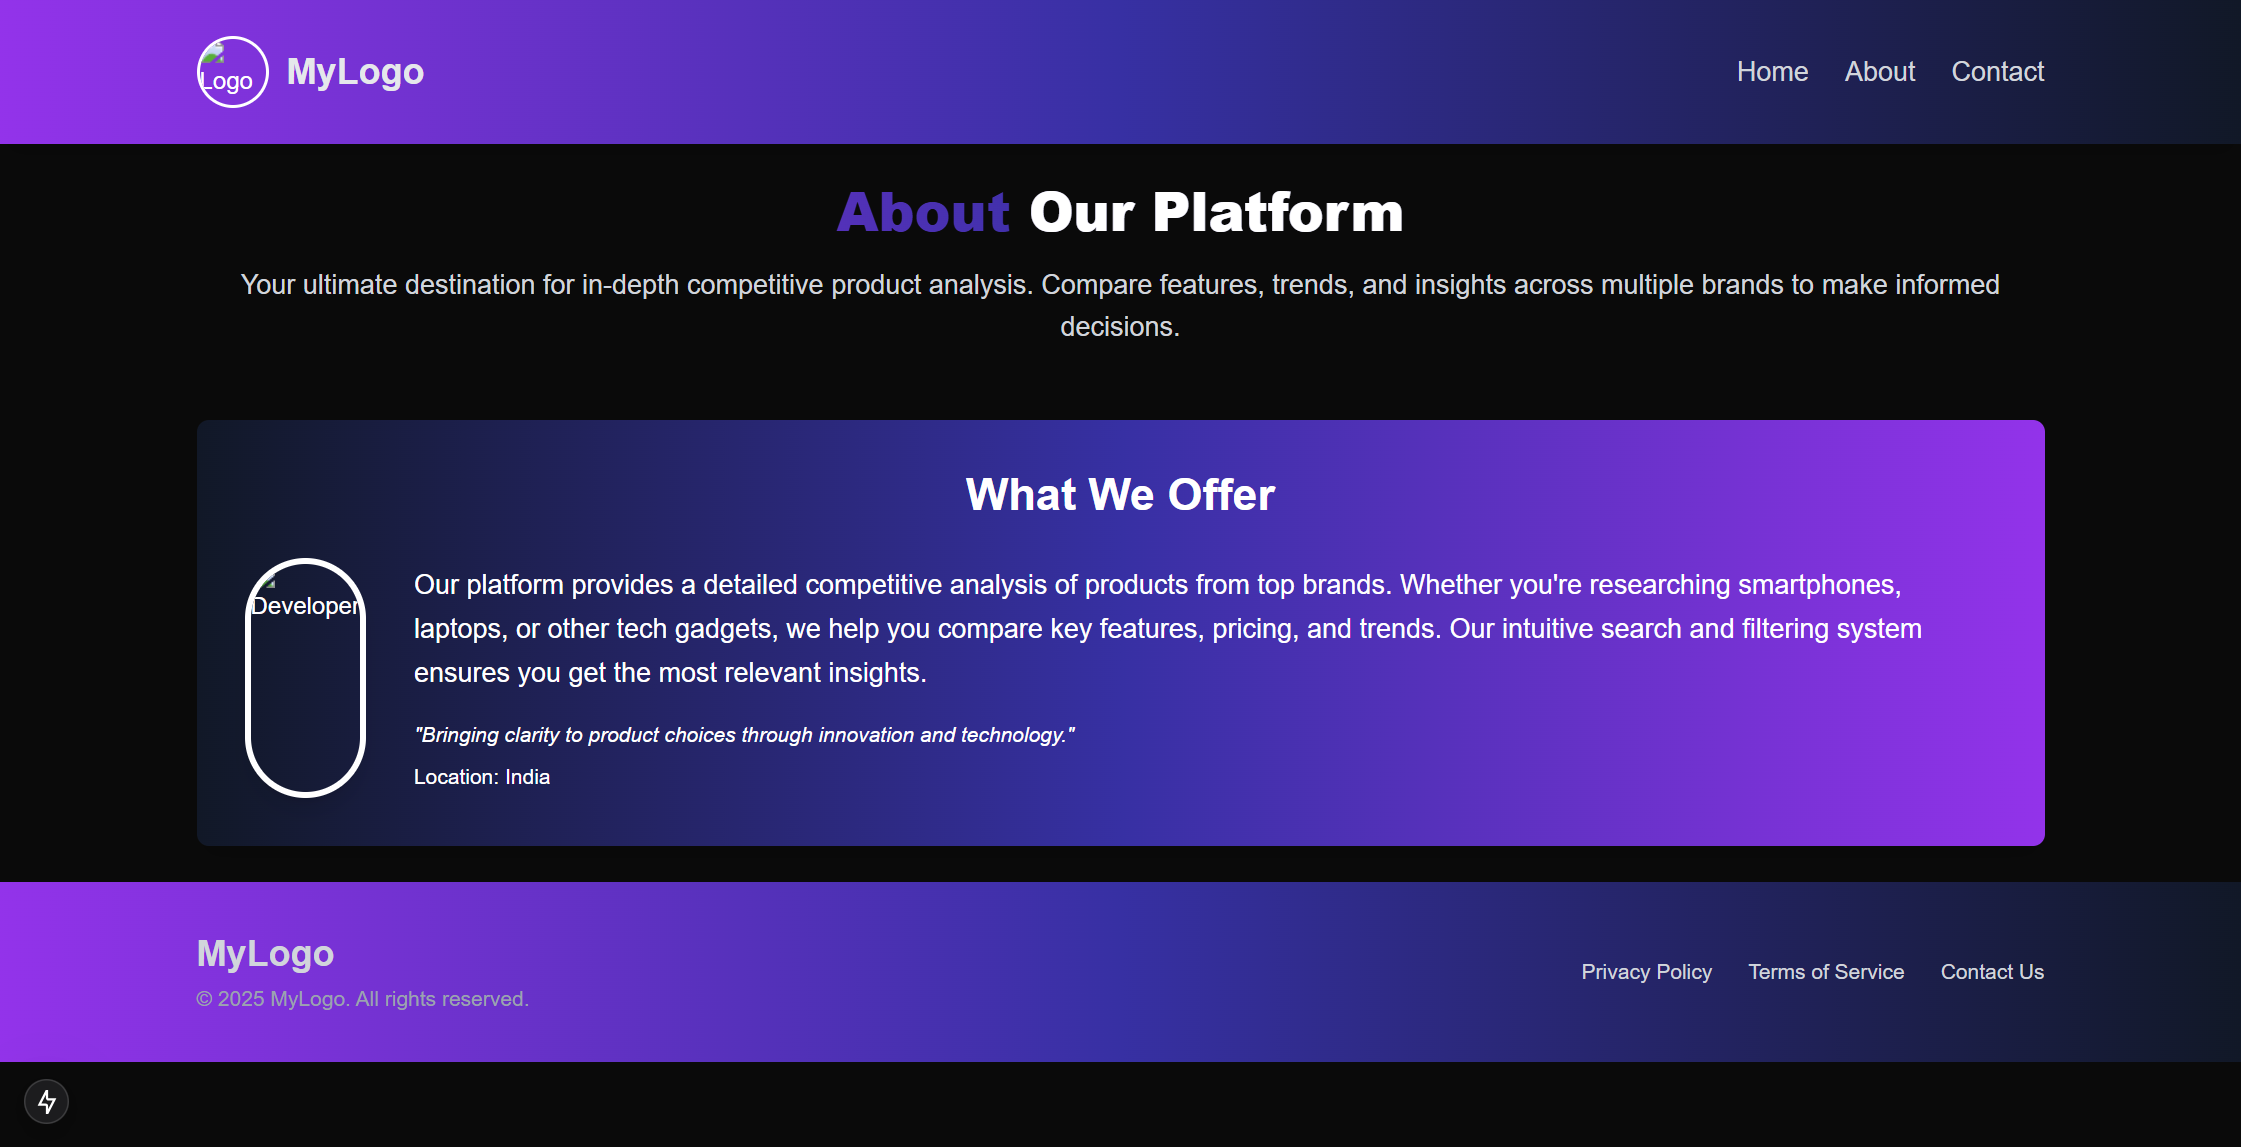 Logo
MyLogo
Home
About
Contact
About Our Platform
Your ultimate destination for in-depth competitive product analysis. Compare features, trends, and insights across multiple brands to make informed
decisions.
What We Offer
Developer
Our platform provides a detailed competitive analysis of products from top brands. Whether you're researching smartphones,
laptops, or other tech gadgets, we help you compare key features, pricing, and trends. Our intuitive search and filtering system
ensures you get the most relevant insights.
"Bringing clarity to product choices through innovation and technology."
Location: India
MyLogo
© 2025 MyLogo. All rights reserved.
Privacy Policy
Terms of Service
Contact Us